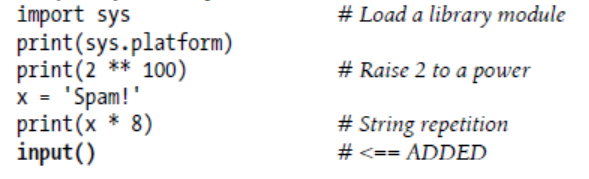 import sys # Load a library module
print(sys.platform)
print(2 ** 100) # Raise 2 to a power
x = 'Spam!'
print(x * 8) # String repetition
input() # <== ADDED